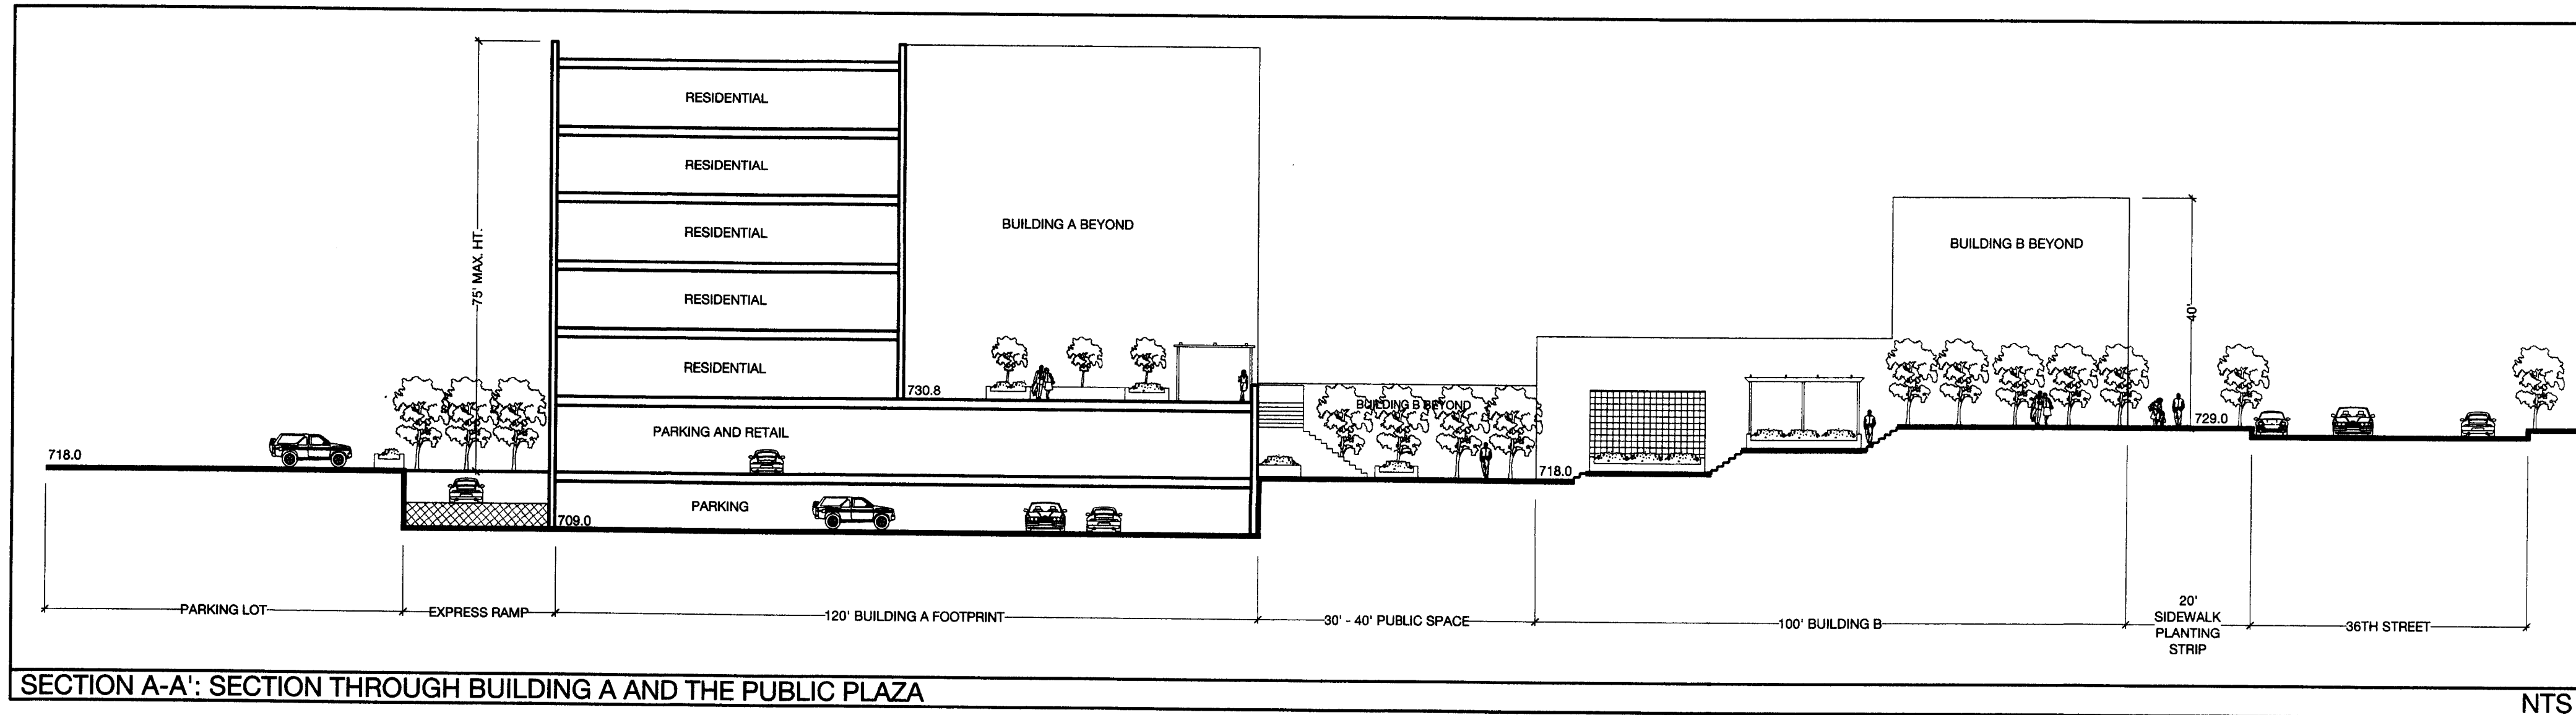 RESIDENTIAL
RESIDENTIAL
RESIDENTIAL
RESIDENTIAL
RESIDENTIAL
75' MAX. HT.
BUILDING A BEYOND
BUILDING B BEYOND
40'
730.8
BUILDING B BEYOND
PARKING AND RETAIL
729.0
718.0
718.0
PARKING
709.0
PARKING LOT
EXPRESS RAMP
120' BUILDING A FOOTPRINT
30' - 40' PUBLIC SPACE
100' BUILDING B
20'
SIDEWALK
PLANTING
STRIP
36TH STREET
SECTION A-A': SECTION THROUGH BUILDING A AND THE PUBLIC PLAZA
NTS